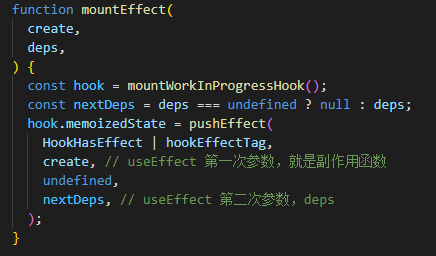 function mountEffect(
  create,
  deps,
) {
  const hook = mountWorkInProgressHook();
  const nextDeps = deps === undefined ? null : deps;
  hook.memoizedState = pushEffect(
    HookHasEffect | hookEffectTag,
    create, // useEffect 第一次参数，就是副作用函数
    undefined,
    nextDeps, // useEffect 第二次参数，deps
  );
}